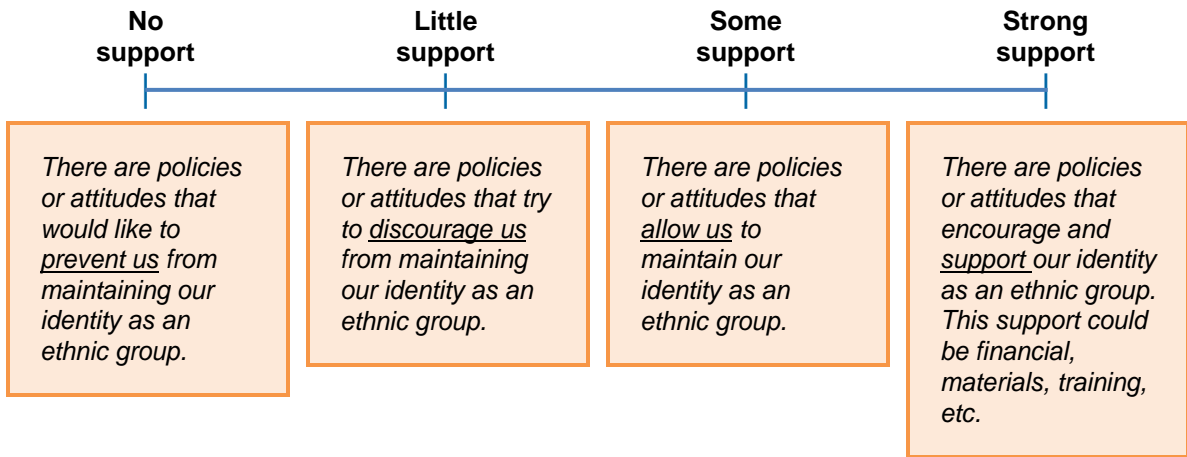 No
support
Little
support
Some
support
Strong
support
There are policies
or attitudes that
would like to
prevent us from
maintaining our
identity as an
ethnic group.
There are policies
or attitudes that try
to discourage us
from maintaining
our identity as an
ethnic group.
There are policies
or attitudes that
allow us to
maintain our
identity as an
ethnic group.
There are policies
or attitudes that
encourage and
support our identity
as an ethnic group.
This support could
be financial,
materials, training,
etc.